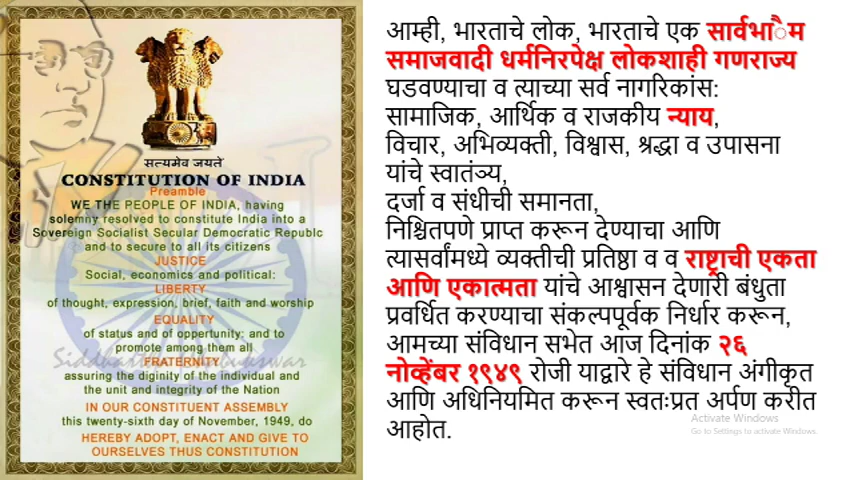 सत्यमेव जयते
CONSTITUTION OF INDIA
Preamble
WE THE PEOPLE OF INDIA, having
solemny resolved to constitute India into a
Sovereign Socialist Secular Democratic Republc
and to secure to all its citizens
JUSTICE
Social, economics and political:
LIBERTY
of thought, expression, brief, faith and worship
EQUALITY
of status and of opportunity: and to
promote among them all
FRATERNITY
assuring the diginity of the individual and
the unit and integrity of the Nation
IN OUR CONSTITUENT ASSEMBLY
this twenty-sixth day of November, 1949, do
HEREBY ADOPT, ENACT AND GIVE TO
OURSELVES THUS CONSTITUTION
आम्ही, भारताचे लोक, भारताचे एक सार्वभाैम
समाजवादी धर्मनिरपेक्ष लोकशाही गणराज्य
घडवण्याचा व त्याच्या सर्व नागरिकांस:
सामाजिक, आर्थिक व राजकीय न्याय,
विचार, अभिव्यक्ती, विश्वास, श्रद्धा व उपासना
यांचे स्वातंञ्य,
दर्जा व संधीची समानता,
निश्चितपणे प्राप्त करून देण्याचा आणि
त्यासर्वांमध्ये व्यक्तीची प्रतिष्ठा व व राष्ट्राची एकता
आणि एकात्मता यांचे आश्वासन देणारी बंधुता
प्रवर्धित करण्याचा संकल्पपूर्वक निर्धार करून,
आमच्या संविधान सभेत आज दिनांक २६
नोव्हेंबर १९४९ रोजी याद्वारे हे संविधान अंगीकृत
आणि अधिनियमित करून स्वतःप्रत अर्पण करीत
आहोत.
Activate Windows
Go to Settings to activate Windows.